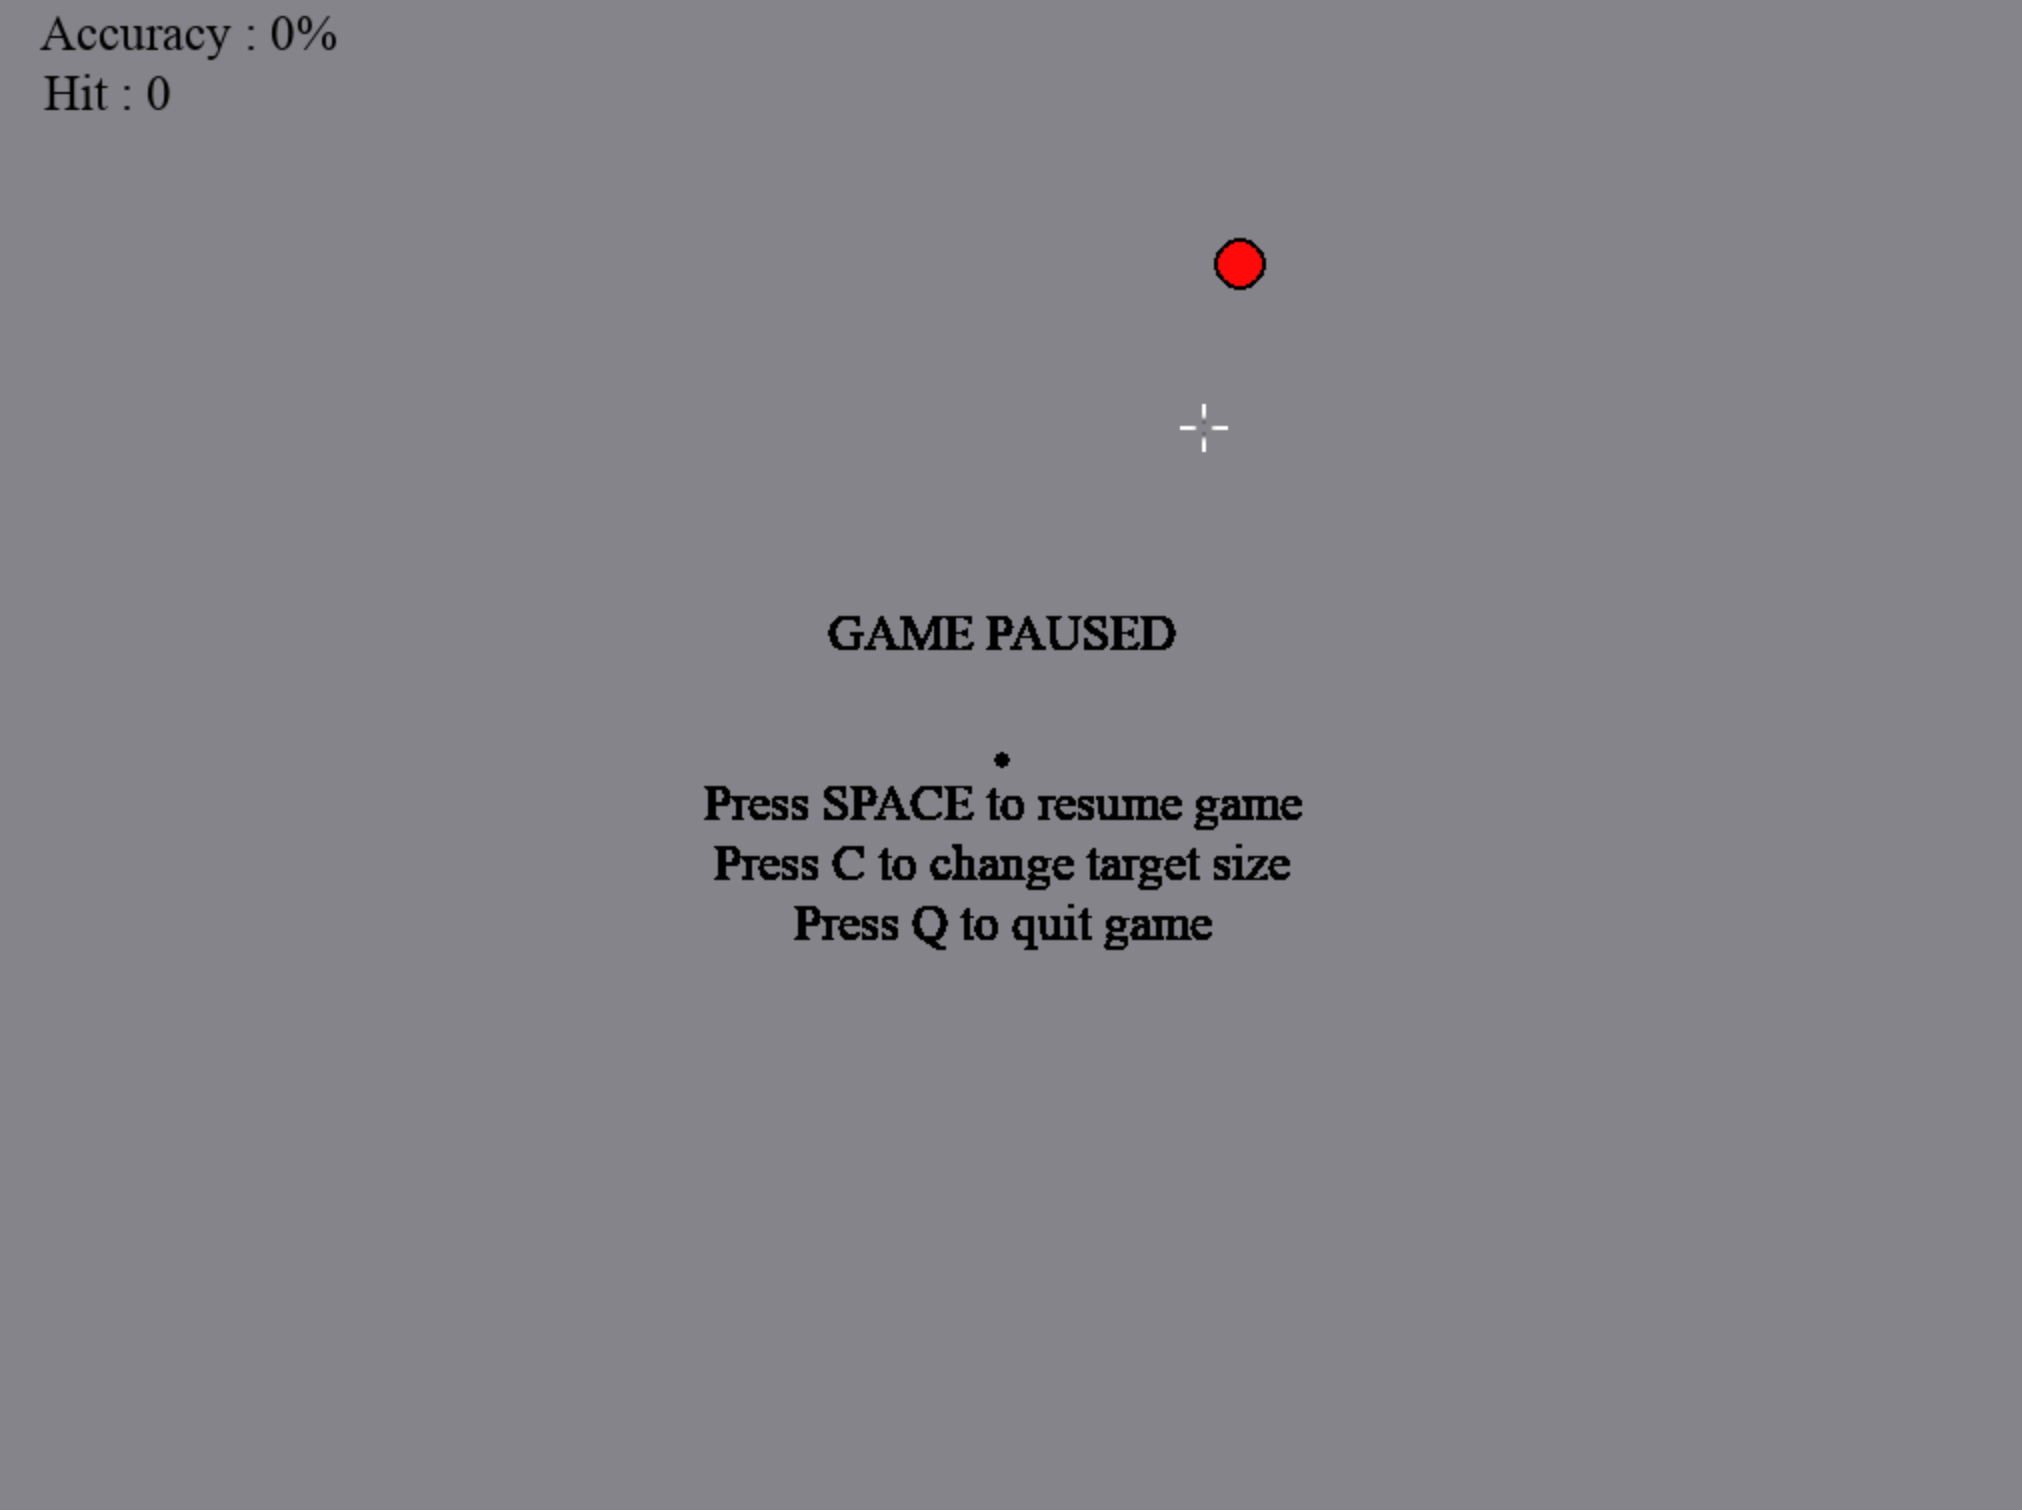 Accuracy : 0%
Hit : 0
GAME PAUSED
Press SPACE to resume game
Press C to change target size
Press Q to quit game